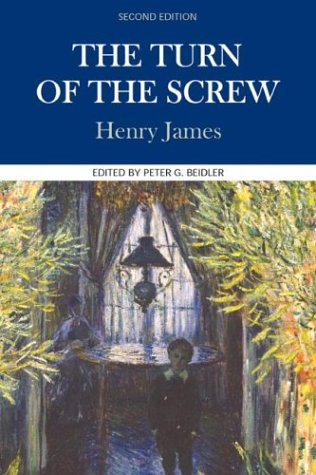 SECOND EDITION
THE TURN
OF THE SCREW
Henry James
EDITED BY PETER G. BEIDLER